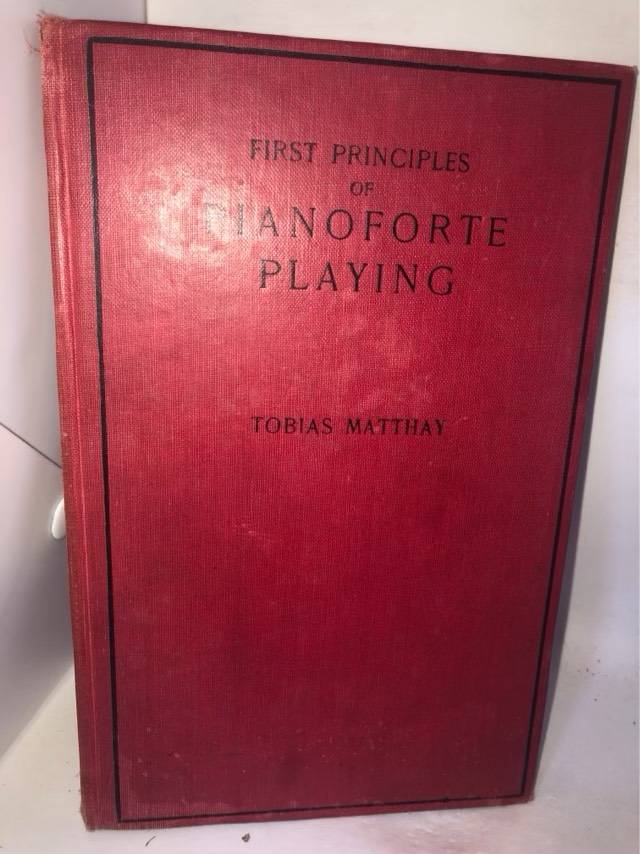 FIRST PRINCIPLES
OF
PIANOFORTE
PLAYING
TOBIAS MATTHAY